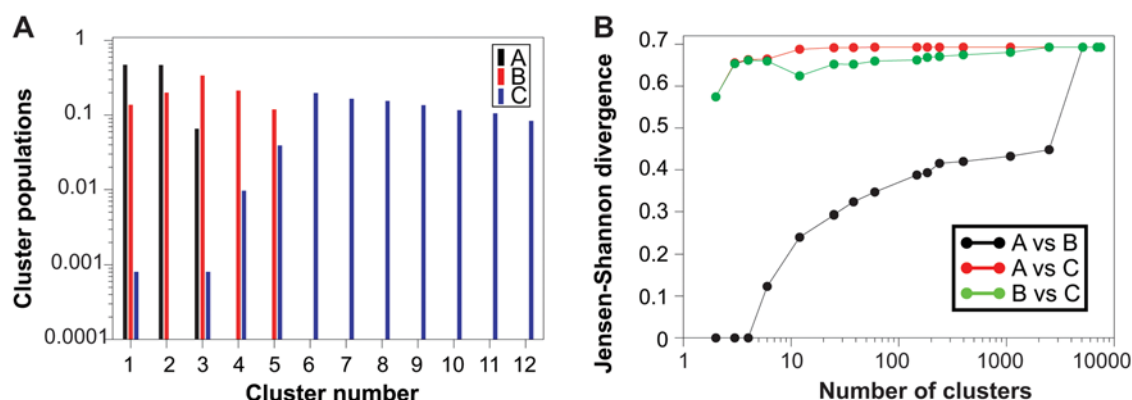 A
Cluster populations
1
0.1
0.01
0.001
0.0001
A
B
C
1 2 3 4 5 6 7 8 9 10 11 12
Cluster number
B
Jensen-Shannon divergence
0.7
0.6
0.5
0.4
0.3
0.2
0.1
0
A vs B
A vs C
B vs C
1 10 100 1000 10000
Number of clusters